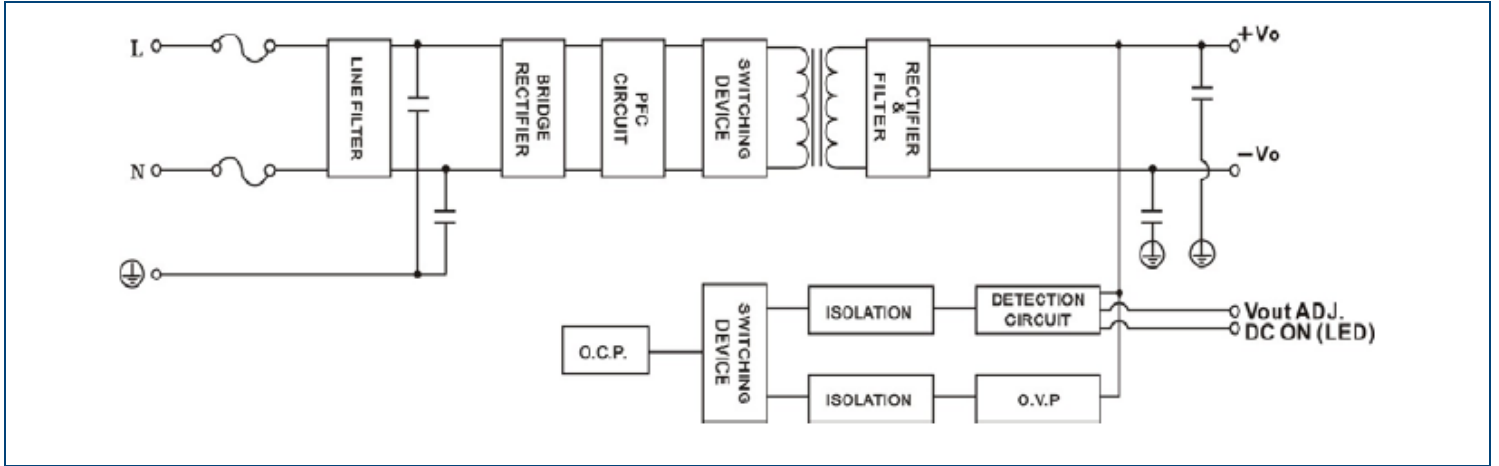 L
N
LINE FILTER
BRIDGE
RECTIFIER
PFC
CIRCUIT
SWITCHING
DEVICE
RECTIFIER
&
FILTER
+Vo
−Vo
O.C.P.
SWITCHING
DEVICE
ISOLATION
DETECTION
CIRCUIT
Vout ADJ.
DC ON (LED)
ISOLATION
O.V.P